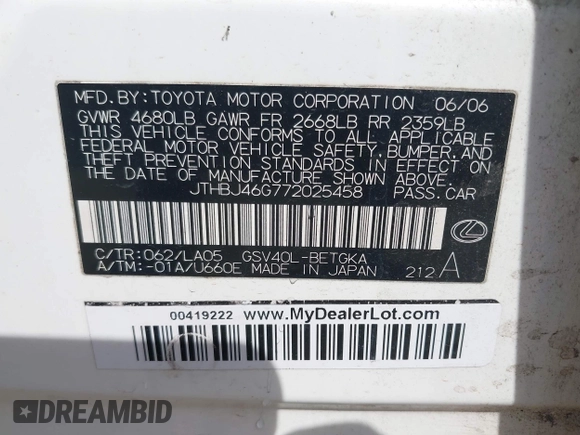 MFD. BY: TOYOTA MOTOR CORPORATION 06/06
GVWR 4680LB GAWR FR 2668LB RR 2359LB
THIS VEHICLE CONFORMS TO ALL APPLICABLE
FEDERAL MOTOR VEHICLE SAFETY, BUMPER, AND
THEFT PREVENTION STANDARDS IN EFFECT ON
THE DATE OF MANUFACTURE SHOWN ABOVE.
JTHBJ46G772025458 PASS. CAR
C/TR: 062/LA05 GSV40L-BETGKA
A/TM: -01A/U660E MADE IN JAPAN 212 A
00419222 www.MyDealerLot.com
DREAMBID